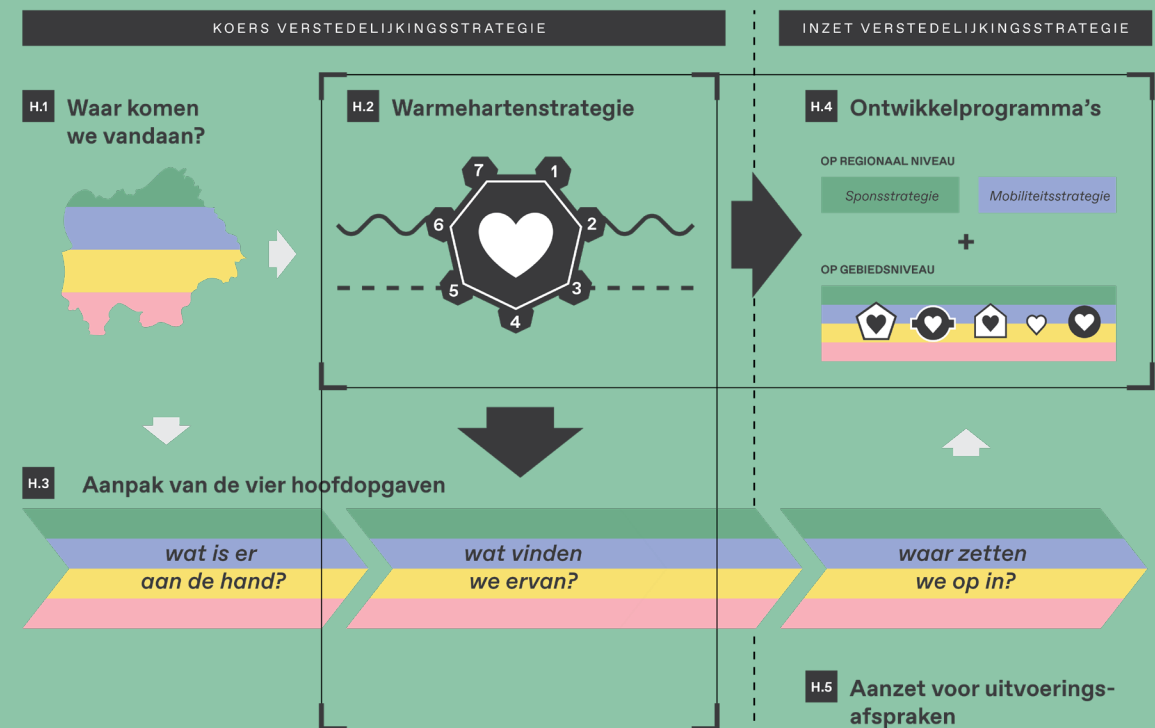 KOERS VERSTEDELIJKINGSSTRATEGIE
INZET VERSTEDELIJKINGSSTRATEGIE
H.1 Waar komen
we vandaan?
H.2 Warmehartenstrategie
7
1
6
2
5
3
4
H.4 Ontwikkelprogramma's
OP REGIONAAL NIVEAU
Sponsstrategie
Mobiliteitsstrategie
+
OP GEBIEDSNIVEAU
H.3 Aanpak van de vier hoofdopgaven
wat is er
aan de hand?
wat vinden
we ervan?
waar zetten
we op in?
H.5 Aanzet voor uitvoerings-
afspraken